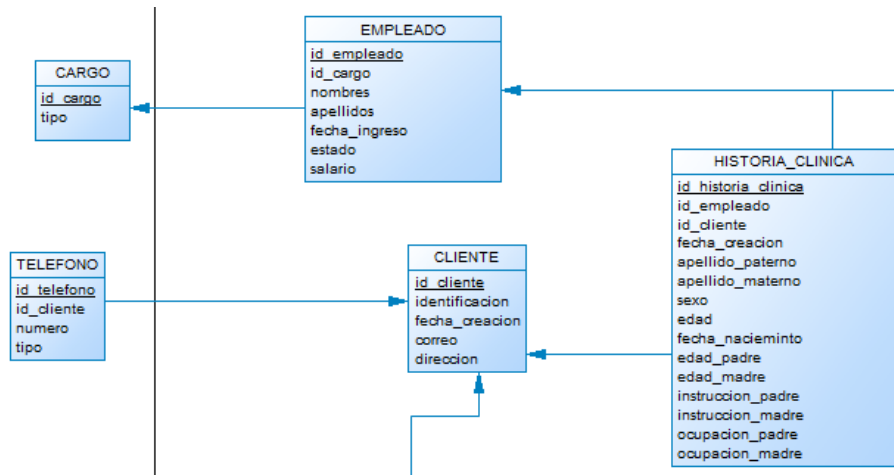 EMPLEADO
id_empleado
id_cargo
nombres
apellidos
fecha_ingreso
estado
salario
CARGO
id_cargo
tipo
HISTORIA_CLINICA
id_historia_clinica
id_empleado
id_cliente
fecha_creacion
apellido_paterno
apellido_materno
sexo
edad
fecha_nacieminto
edad_padre
edad_madre
instruccion_padre
instruccion_madre
ocupacion_padre
ocupacion_madre
TELEFONO
id_telefono
id_cliente
numero
tipo
CLIENTE
id_cliente
identificacion
fecha_creacion
correo
direccion